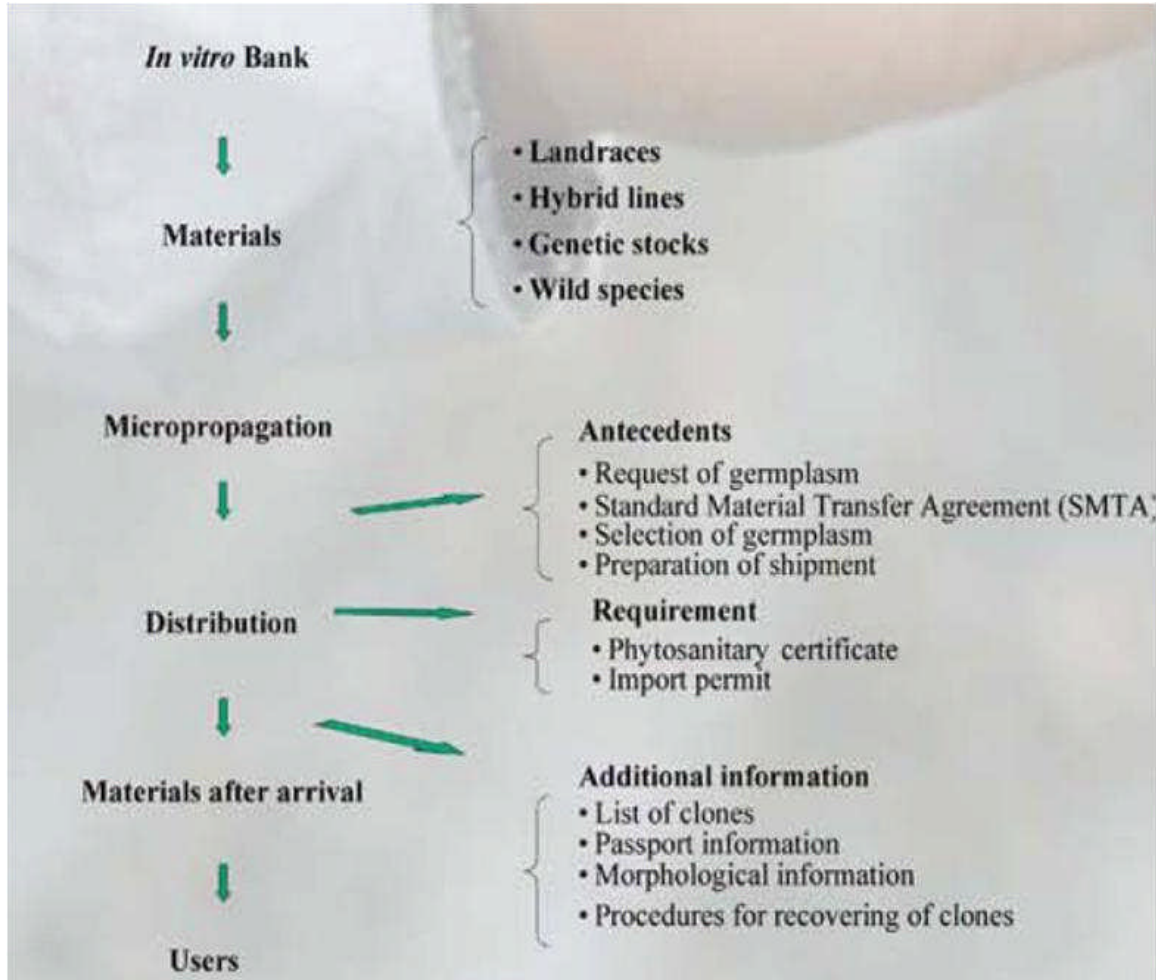 In vitro Bank
• Landraces
• Hybrid lines
Materials
• Genetic stocks
• Wild species
Micropropagation
Antecedents
• Request of germplasm
• Standard Material Transfer Agreement (SMTA)
• Selection of germplasm
• Preparation of shipment
Distribution
Requirement
• Phytosanitary certificate
• Import permit
Materials after arrival
Additional information
• List of clones
• Passport information
• Morphological information
• Procedures for recovering of clones
Users